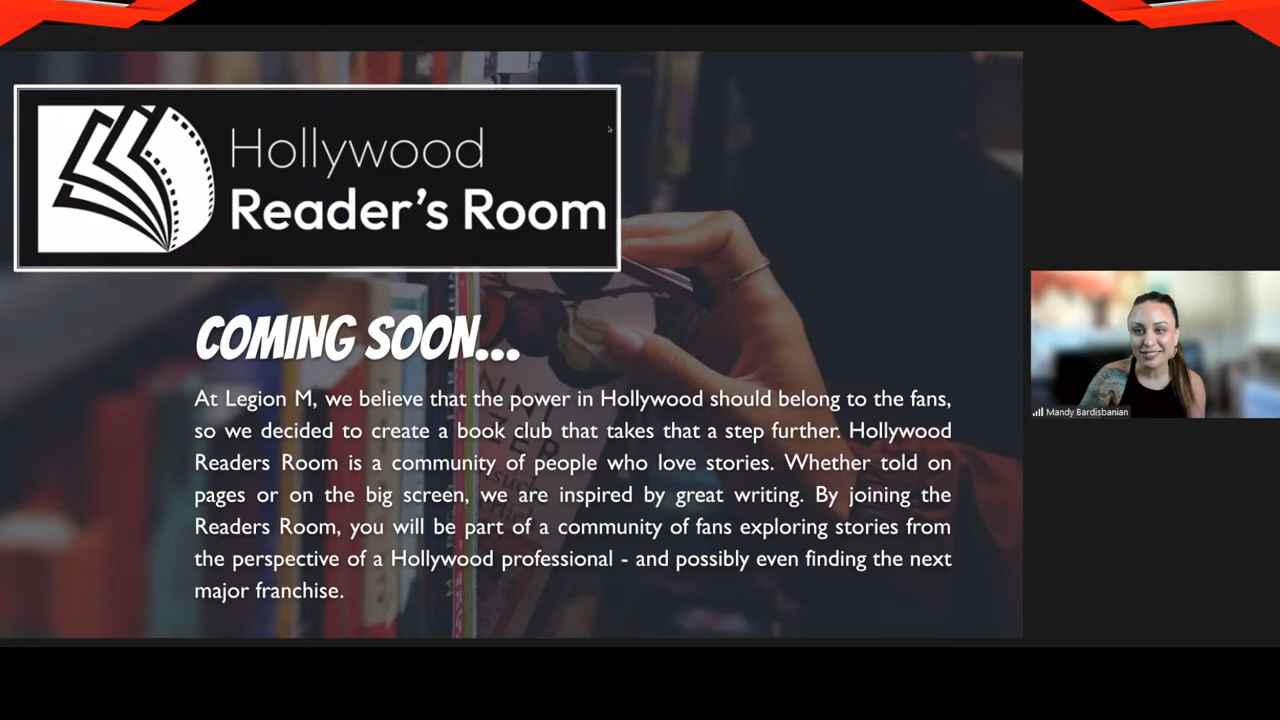 Hollywood
Reader's Room
COMING SOON...
At Legion M, we believe that the power in Hollywood should belong to the fans,
so we decided to create a book club that takes that a step further. Hollywood
Readers Room is a community of people who love stories. Whether told on
pages or on the big screen, we are inspired by great writing. By joining the
Readers Room, you will be part of a community of fans exploring stories from
the perspective of a Hollywood professional - and possibly even finding the next
major franchise.
Mandy Bardisbanian